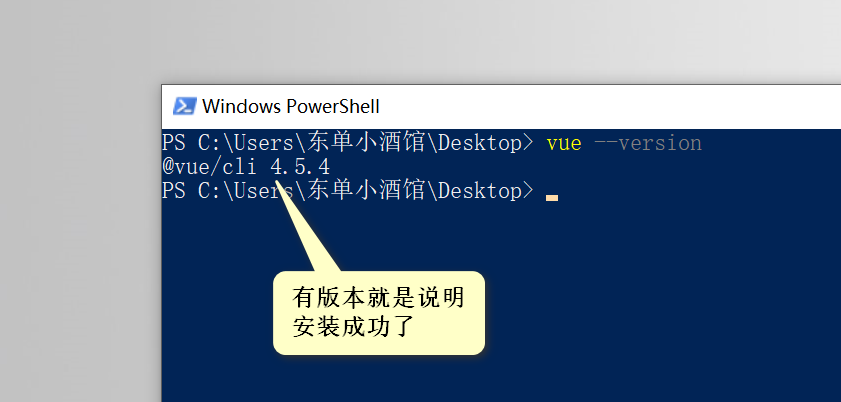 Windows PowerShell
PS C:\Users\东单小酒馆\Desktop> vue --version
@vue/cli 4.5.4
PS C:\Users\东单小酒馆\Desktop>
有版本就是说明
安装成功了